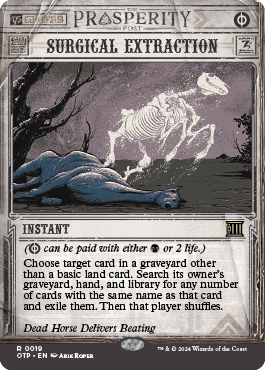 THE
PROSPERITY
POST
SURGICAL EXTRACTION
INSTANT
( can be paid with either or 2 life.)
Choose target card in a graveyard other
than a basic land card. Search its owner's
graveyard, hand, and library for any number
of cards with the same name as that card
and exile them. Then that player shuffles.
Dead Horse Delivers Beating
R 0019
OTP • EN ARIK ROPER
™ & © 2024 Wizards of the Coast